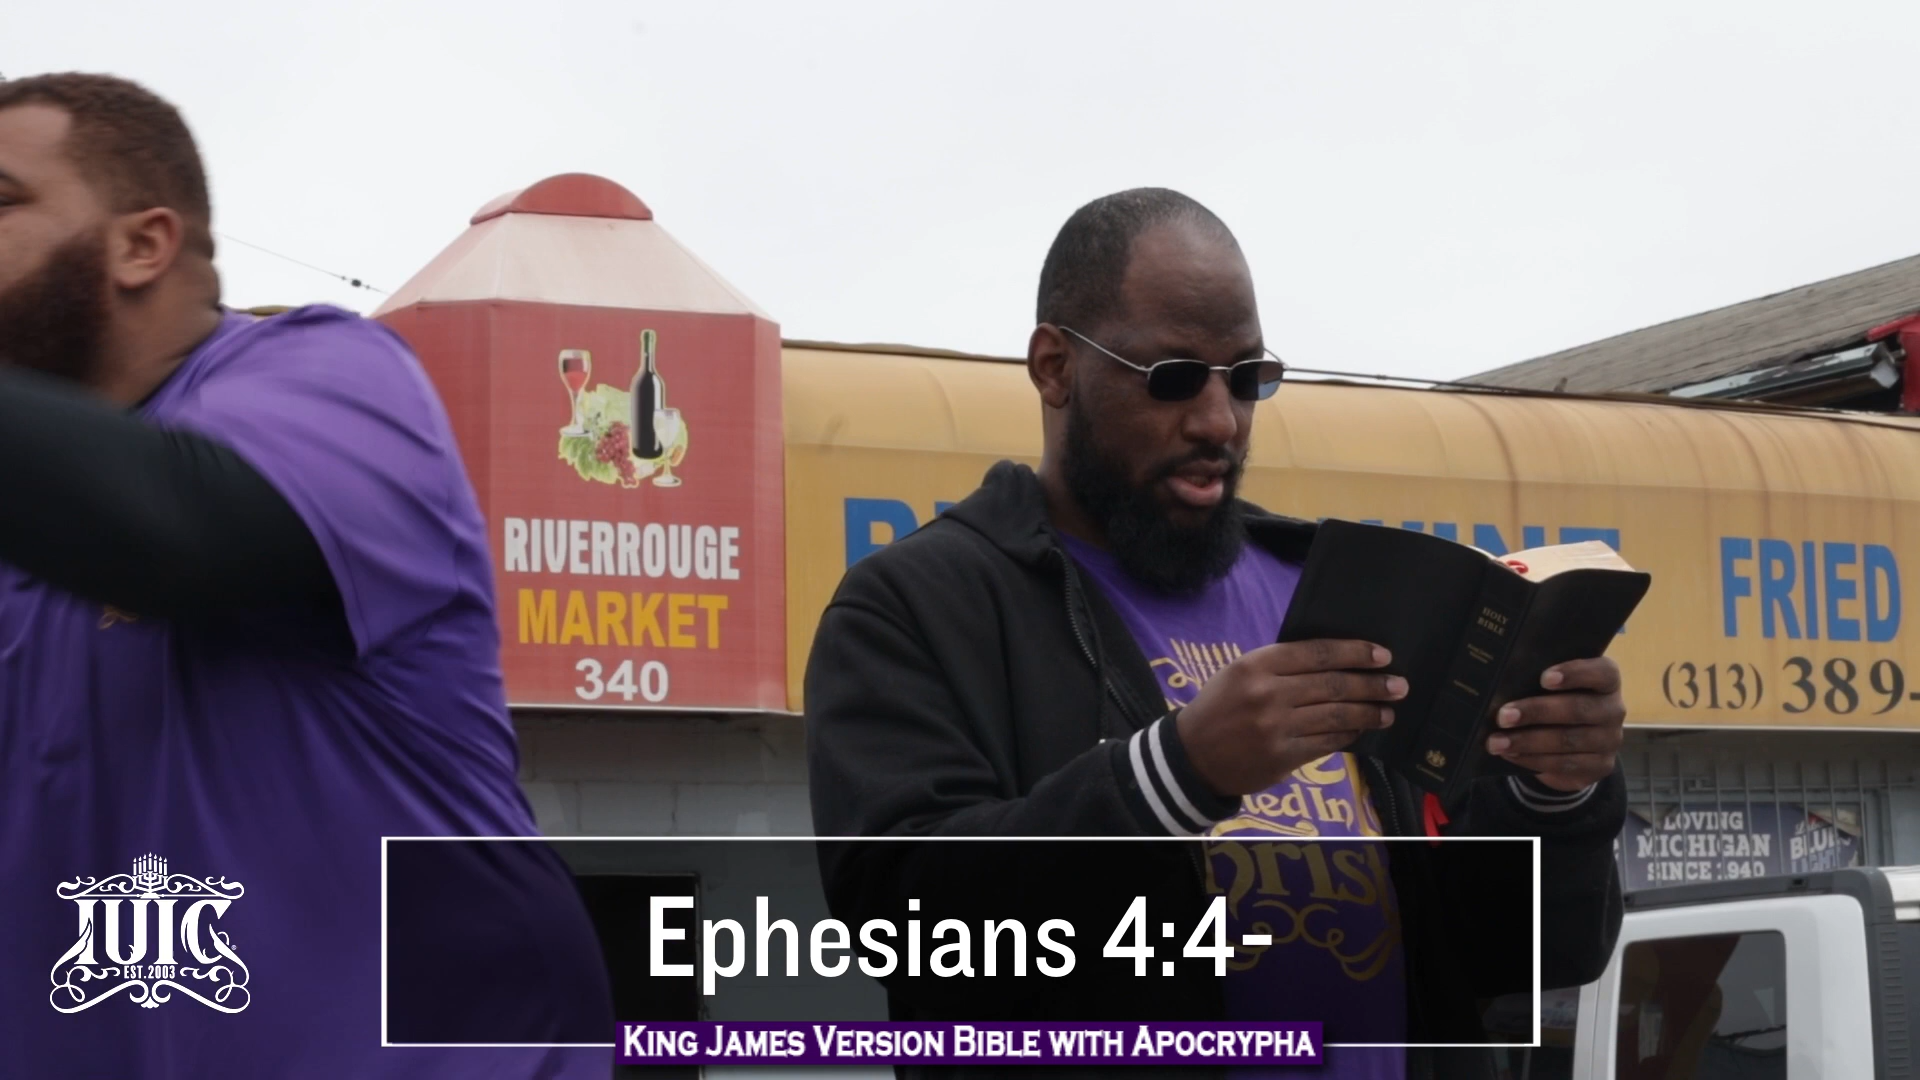 RIVERROUGE
MARKET
340
FRIED
(313) 389-
HOLY
BIBLE
LOVING
MICHIGAN
SINCE 1940
IUIC
EST. 2003
Ephesians 4:4-
KING JAMES VERSION BIBLE WITH APOCRYPHA